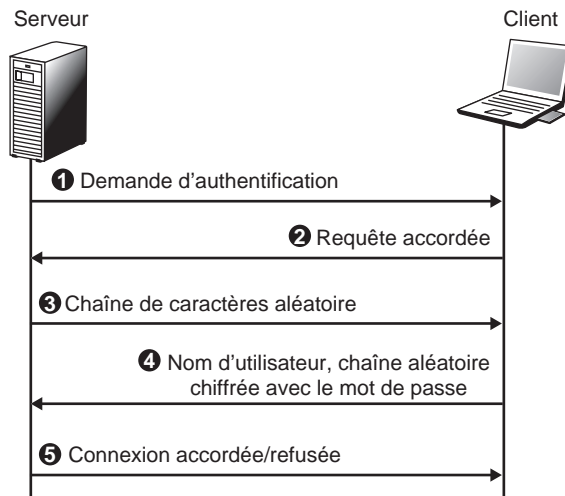 Serveur
Client
❶ Demande d’authentification
❷ Requête accordée
❸ Chaîne de caractères aléatoire
❹ Nom d’utilisateur, chaîne aléatoire
chiffrée avec le mot de passe
❺ Connexion accordée/refusée